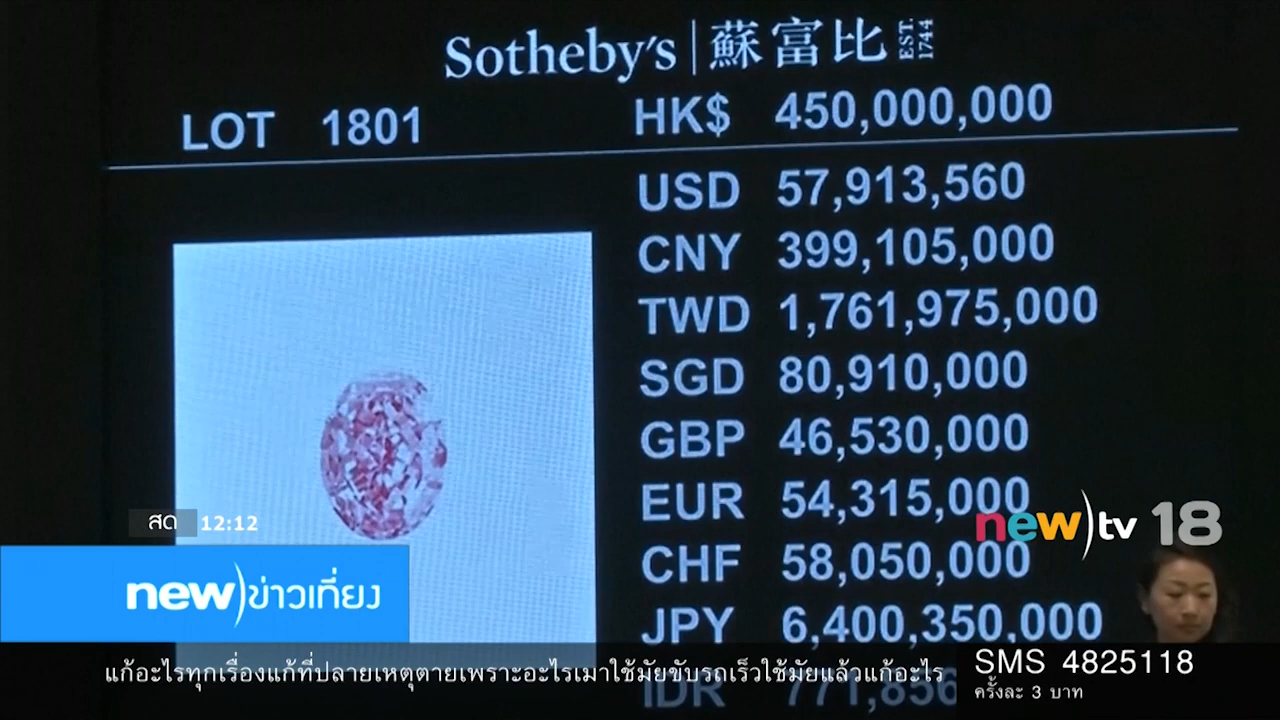 Sotheby's 蘇富比 EST. 1744
LOT 1801 HK$ 450,000,000
USD 57,913,560
CNY 399,105,000
TWD 1,761,975,000
SGD 80,910,000
GBP 46,530,000
EUR 54,315,000
CHF 58,050,000
JPY 6,400,350,000
IDR 771,856
สด 12:12
new)tv 18
new)ข่าวเที่ยง
แก้อะไรทุกเรื่องแก้ที่ปลายเหตุตายเพราะอะไรเมาใช้มัยขับรถเร็วใช้มัยแล้วแก้อะไร
SMS 4825118
ครั้งละ 3 บาท